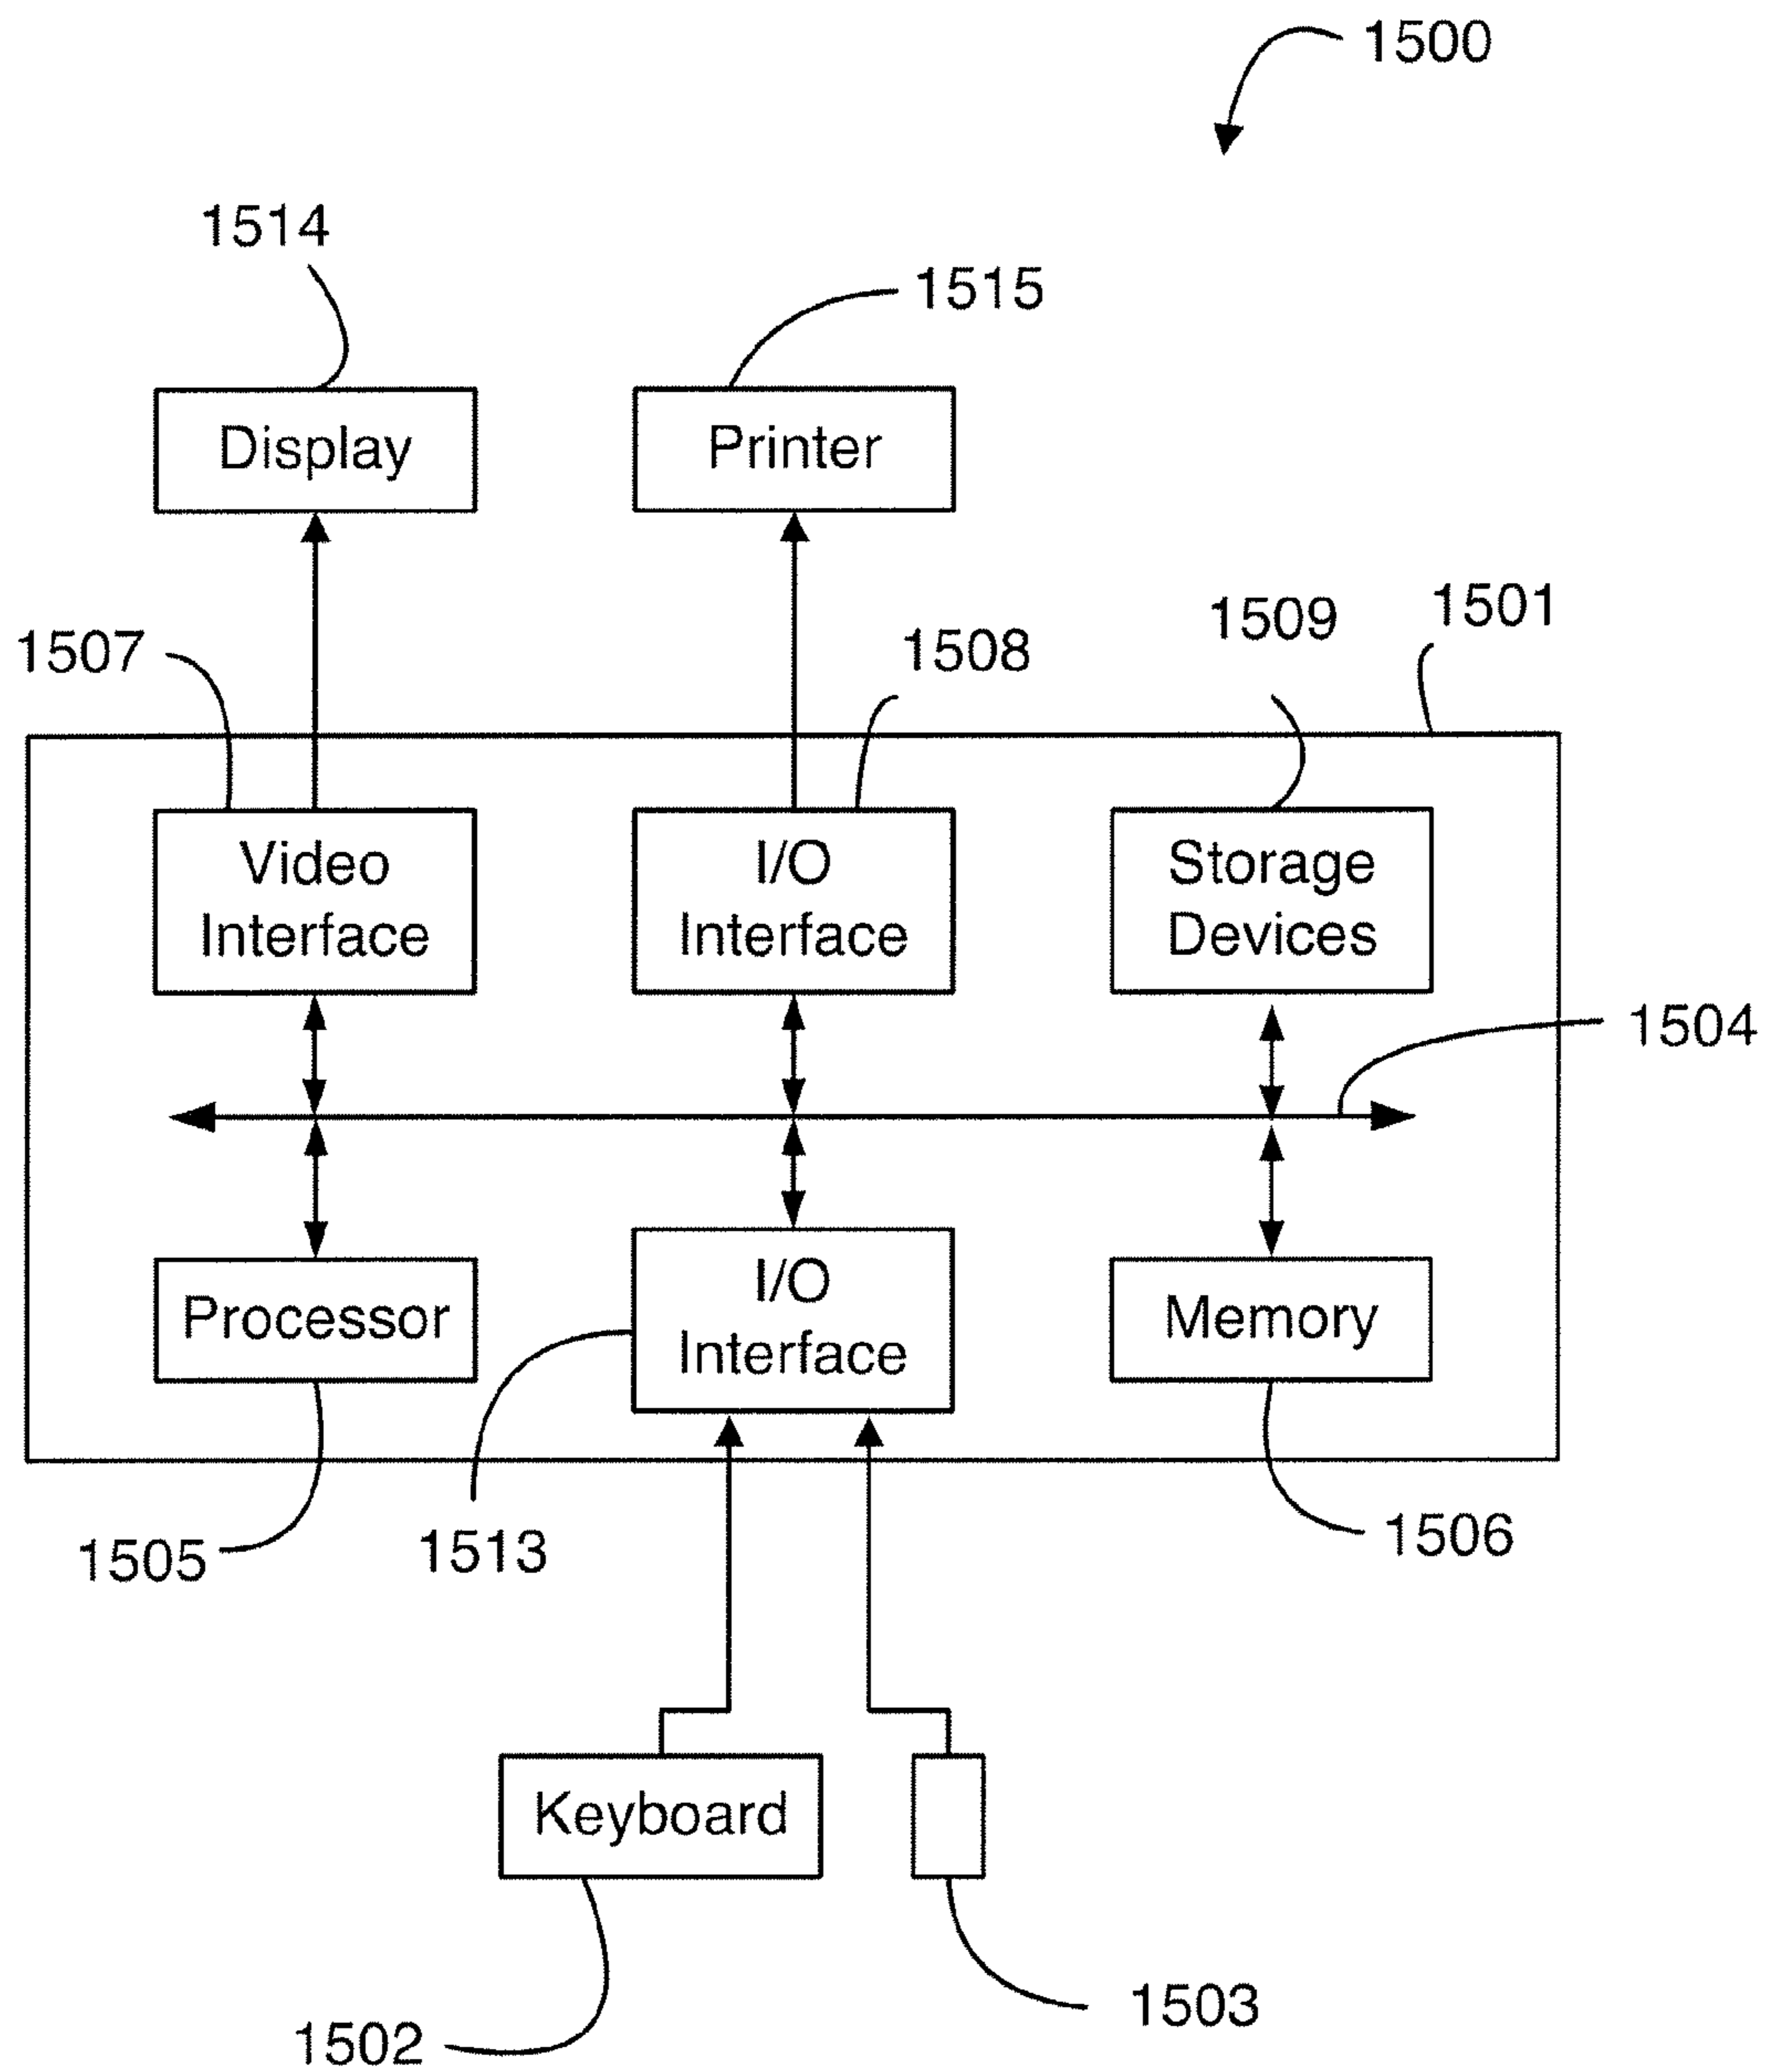 1500
1514
1515
Display
Printer
1507
1508
1509
1501
Video
Interface
I/O
Interface
Storage
Devices
1504
Processor
I/O
Interface
Memory
1505
1513
1506
Keyboard
1502
1503